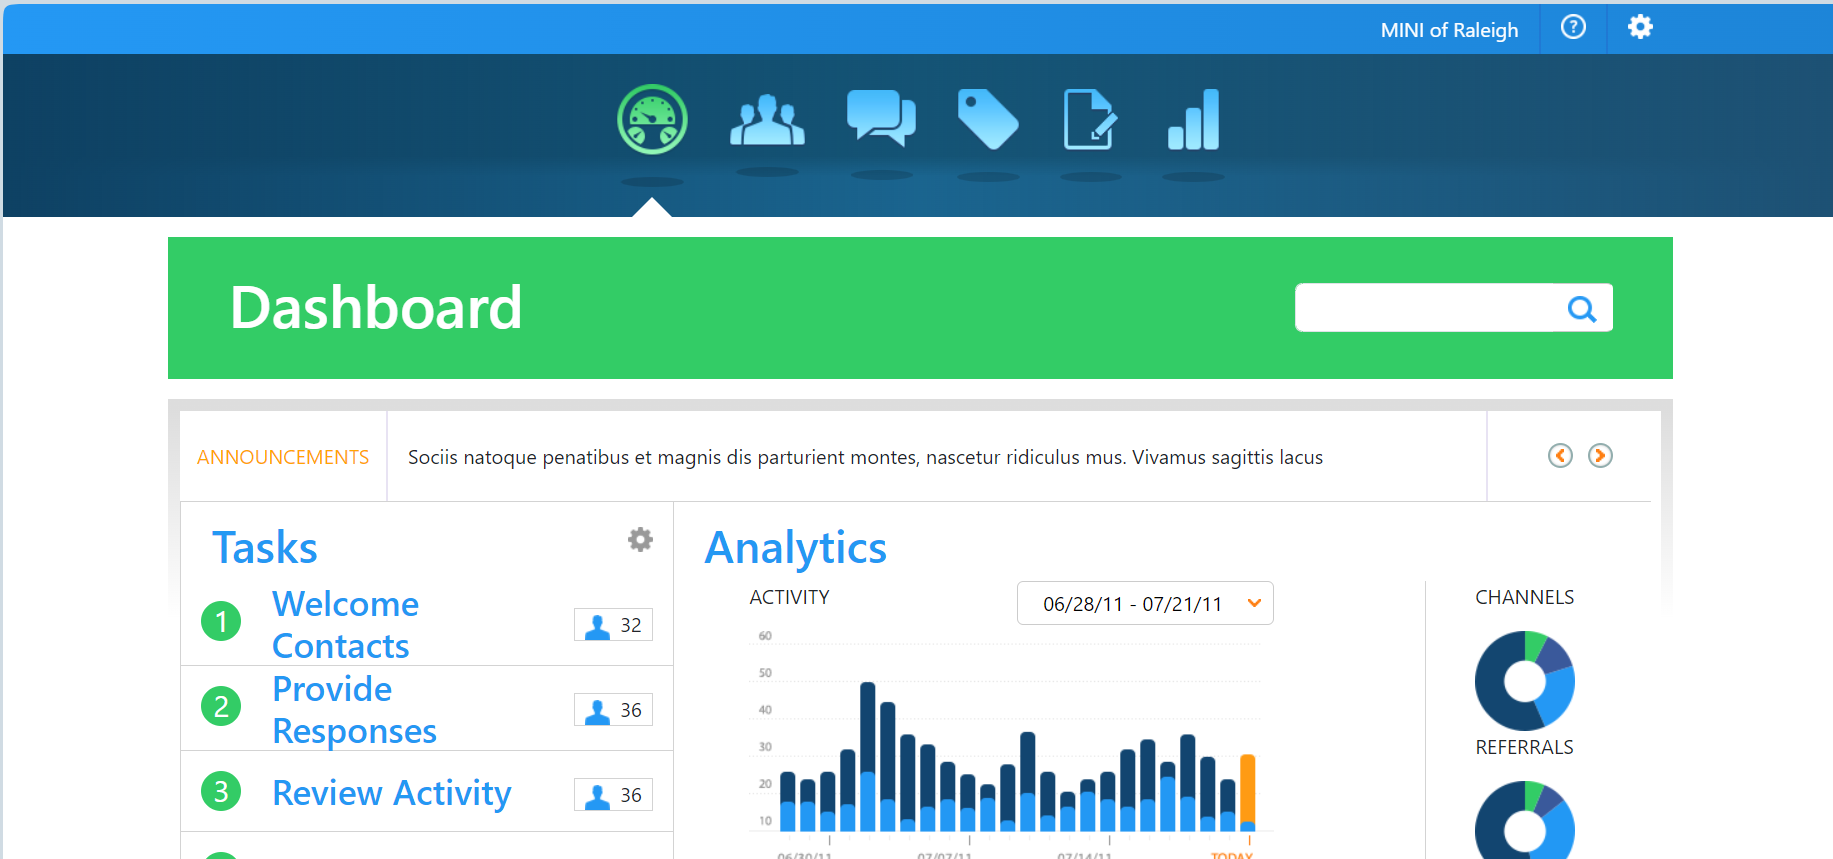 MINI of Raleigh
Dashboard
ANNOUNCEMENTS
Sociis natoque penatibus et magnis dis parturient montes, nascetur ridiculus mus. Vivamus sagittis lacus
Tasks
1
Welcome
Contacts
32
2
Provide
Responses
36
3
Review Activity
36
Analytics
ACTIVITY
06/28/11 - 07/21/11
60
50
40
30
20
10
06/30/11
07/07/11
07/14/11
TODAY
CHANNELS
REFERRALS